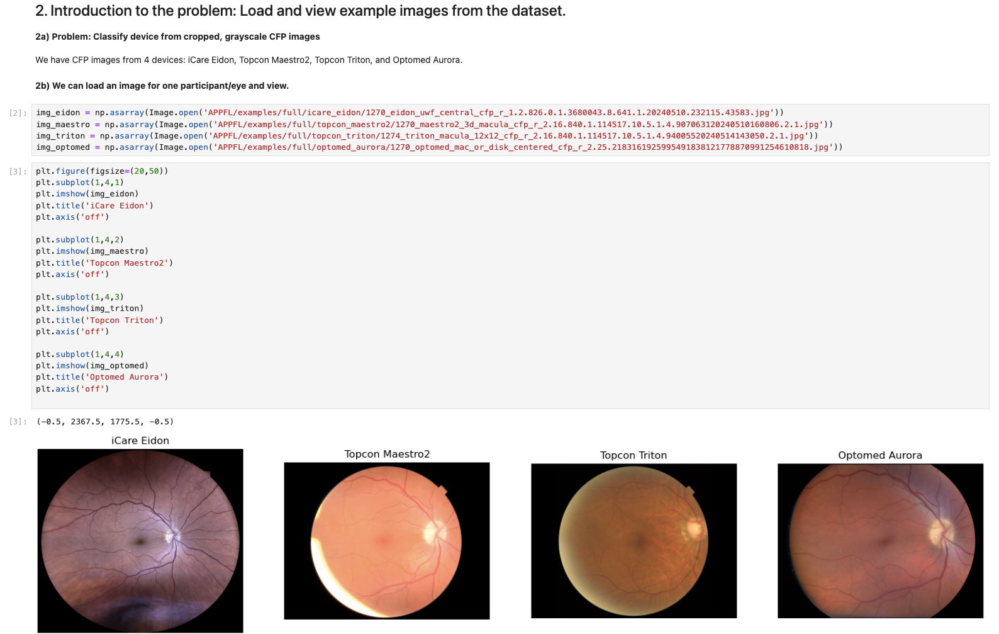 2. Introduction to the problem: Load and view example images from the dataset.
2a) Problem: Classify device from cropped, grayscale CFP images
We have CFP images from 4 devices: iCare Eidon, Topcon Maestro2, Topcon Triton, and Optomed Aurora.
2b) We can load an image for one participant/eye and view.
[2]: img_eidon = np.asarray(Image.open('APPFL/examples/full/icare_eidon/1270_eidon_uwf_central_cfp_r_1.2.826.0.1.3680043.8.641.1.20240510.232115.43583.jpg'))
img_maestro = np.asarray(Image.open('APPFL/examples/full/topcon_maestro2/1270_maestro2_3d_macula_cfp_r_2.16.840.1.114517.10.5.1.4.907063120240510160806.2.1.jpg'))
img_triton = np.asarray(Image.open('APPFL/examples/full/topcon_triton/1274_triton_macula_12x12_cfp_r_2.16.840.1.114517.10.5.1.4.94005520240514143050.2.1.jpg'))
img_optomed = np.asarray(Image.open('APPFL/examples/full/optomed_aurora/1270_optomed_mac_or_disk_centered_cfp_r_2.25.218316192599549183812177887099125461​0818.jpg'))
[3]: plt.figure(figsize=(20,50))
plt.subplot(1,4,1)
plt.imshow(img_eidon)
plt.title('iCare Eidon')
plt.axis('off')
plt.subplot(1,4,2)
plt.imshow(img_maestro)
plt.title('Topcon Maestro2')
plt.axis('off')
plt.subplot(1,4,3)
plt.imshow(img_triton)
plt.title('Topcon Triton')
plt.axis('off')
plt.subplot(1,4,4)
plt.imshow(img_optomed)
plt.title('Optomed Aurora')
plt.axis('off')
[3]: (-0.5, 2367.5, 1775.5, -0.5)
iCare Eidon
Topcon Maestro2
Topcon Triton
Optomed Aurora